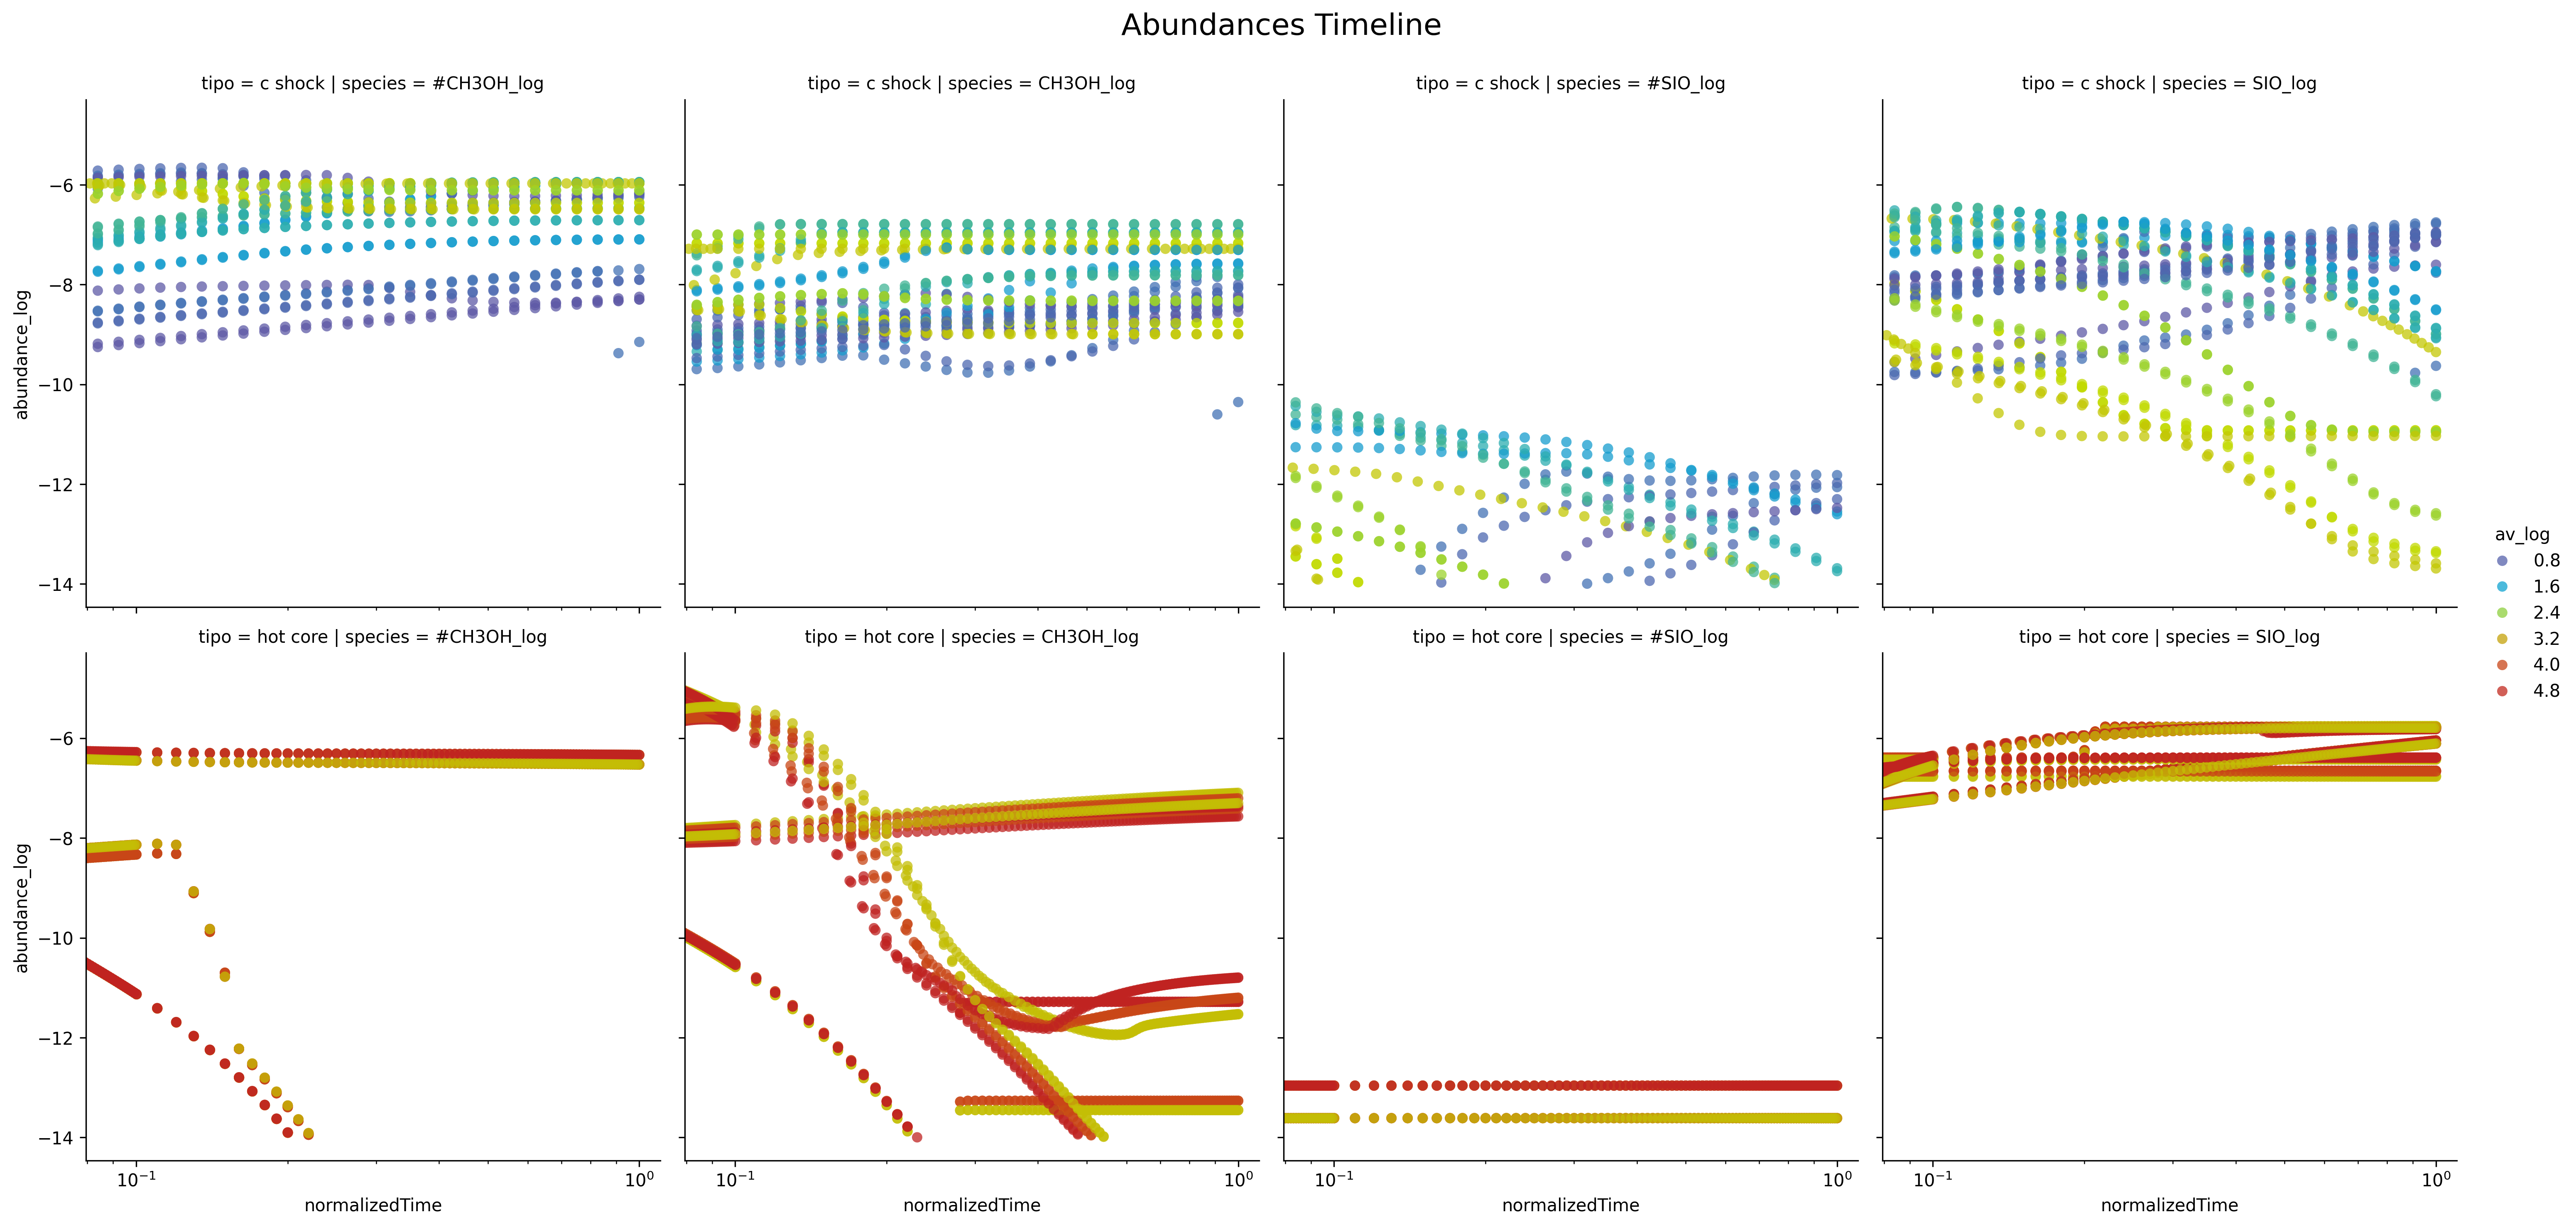 Abundances Timeline
tipo = c shock | species = #CH3OH_log
tipo = c shock | species = CH3OH_log
tipo = c shock | species = #SIO_log
tipo = c shock | species = SIO_log
abundance_log
−6
−8
−10
−12
−14
av_log
0.8
1.6
2.4
3.2
4.0
4.8
tipo = hot core | species = #CH3OH_log
tipo = hot core | species = CH3OH_log
tipo = hot core | species = #SIO_log
tipo = hot core | species = SIO_log
abundance_log
−6
−8
−10
−12
−14
10⁻¹ 10⁰
10⁻¹ 10⁰
10⁻¹ 10⁰
10⁻¹ 10⁰
normalizedTime
normalizedTime
normalizedTime
normalizedTime